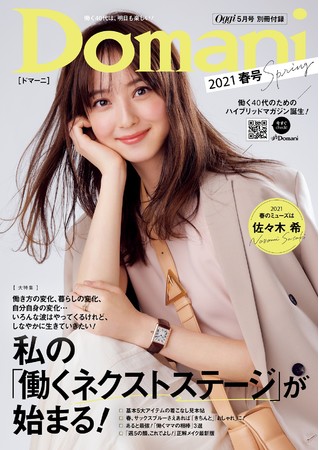 働く40代は、明日も楽しい!
Oggi 5月号 別冊付録
Domani
[ドマーニ]
2021 春号
Spring
働く40代のための
ハイブリッドマガジン誕生!
今すぐ
Domani
2021
春のミューズは
佐々木 希
Nozomi Sasaki
[ 大特集 ]
働き方の変化、暮らしの変化、
自分自身の変化…
いろんな波はやってくるけれど、
しなやかに生きていきたい!
私の
「働くネクストステージ」が
始まる!
基本5大アイテムの着こなし見本帖
春、サックスブルーさえあれば「きちんと」おしゃれ!
あると最強!「働くママの相棒」3選
「週5の顔、これでよし!」正解メイク最新版